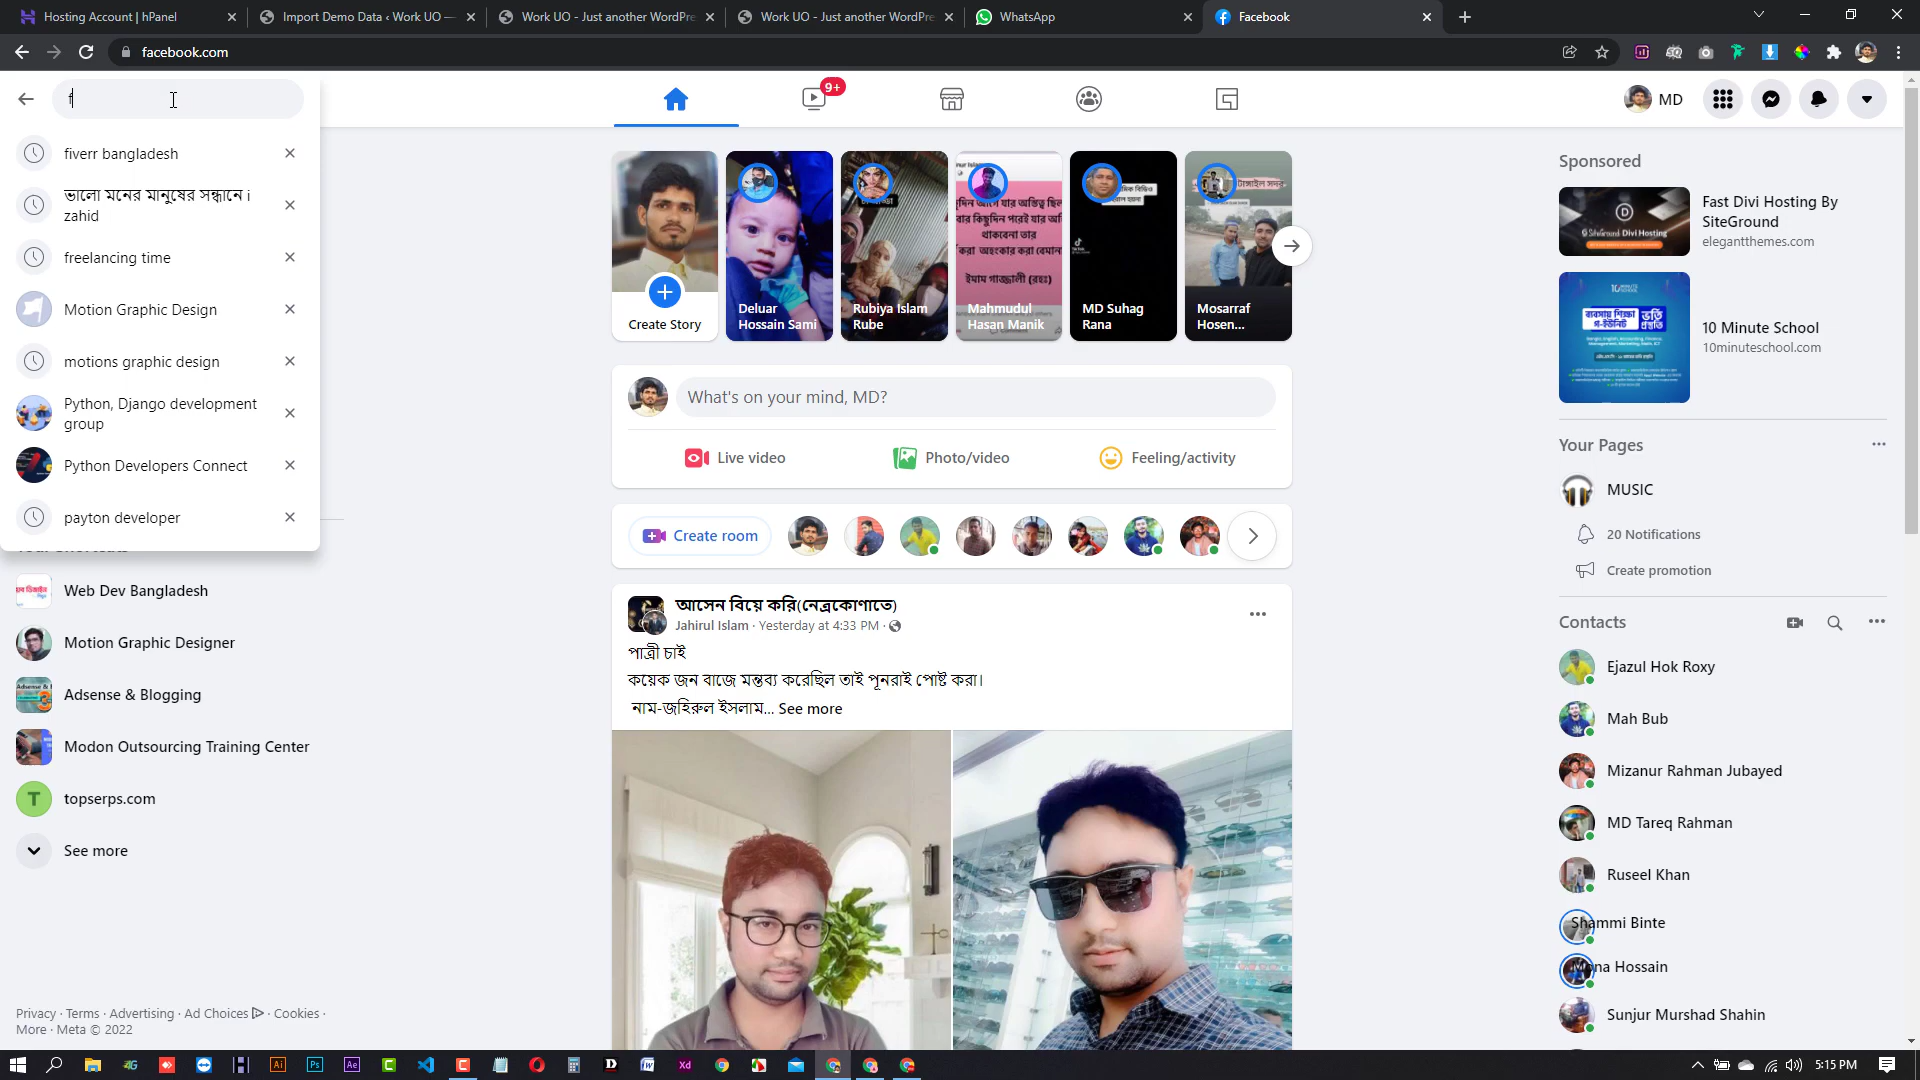 Hosting Account | hPanel
Import Demo Data ‹ Work UO —
Work UO - Just another WordPre
Work UO - Just another WordPre
WhatsApp
Facebook
facebook.com
f
fiverr bangladesh
ভালো মনের মানুষের সন্ধানে i
zahid
freelancing time
Motion Graphic Design
motions graphic design
Python, Django development
group
Python Developers Connect
payton developer
Web Dev Bangladesh
Motion Graphic Designer
Adsense & Blogging
Modon Outsourcing Training Center
T
topserps.com
See more
Privacy · Terms · Advertising · Ad Choices · Cookies ·
More · Meta © 2022
9+
MD
Create Story
Deluar
Hossain Sami
Rubiya Islam
Rube
ইমাম গাজ্জালী (রহঃ)
Mahmudul
Hasan Manik
MD Suhag
Rana
Mosarraf
Hosen...
What's on your mind, MD?
Live video
Photo/video
Feeling/activity
Create room
আসেন বিয়ে করি(নেত্রকোণাতে)
Jahirul Islam · Yesterday at 4:33 PM ·
পাত্রী চাই
কয়েক জন বাজে মন্তব্য করেছিল তাই পূনরাই পোষ্ট করা।
নাম-জহিরুল ইসলাম... See more
Sponsored
Fast Divi Hosting By
SiteGround
elegantthemes.com
10 Minute School
10minuteschool.com
Your Pages
MUSIC
20 Notifications
Create promotion
Contacts
Ejazul Hok Roxy
Mah Bub
Mizanur Rahman Jubayed
MD Tareq Rahman
Ruseel Khan
Shammi Binte
Mona Hossain
Sunjur Murshad Shahin
5:15 PM